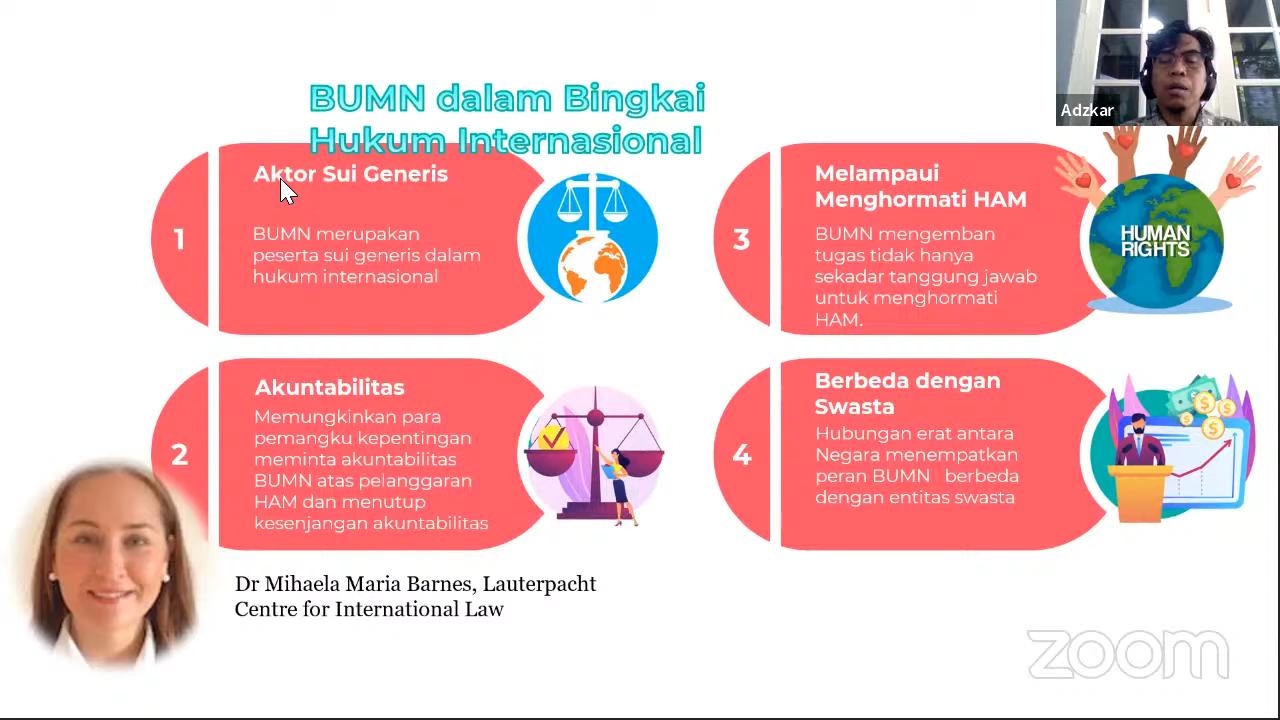 BUMN dalam Bingkai
Hukum Internasional
1
Aktor Sui Generis
BUMN merupakan
peserta sui generis dalam
hukum internasional
2
Akuntabilitas
Memungkinkan para
pemangku kepentingan
meminta akuntabilitas
BUMN atas pelanggaran
HAM dan menutup
kesenjangan akuntabilitas
3
Melampaui
Menghormati HAM
BUMN mengemban
tugas tidak hanya
sekadar tanggung jawab
untuk menghormati
HAM.
HUMAN
RIGHTS
4
Berbeda dengan
Swasta
Hubungan erat antara
Negara menempatkan
peran BUMN berbeda
dengan entitas swasta
Dr Mihaela Maria Barnes, Lauterpacht
Centre for International Law
Adzkar
zoom